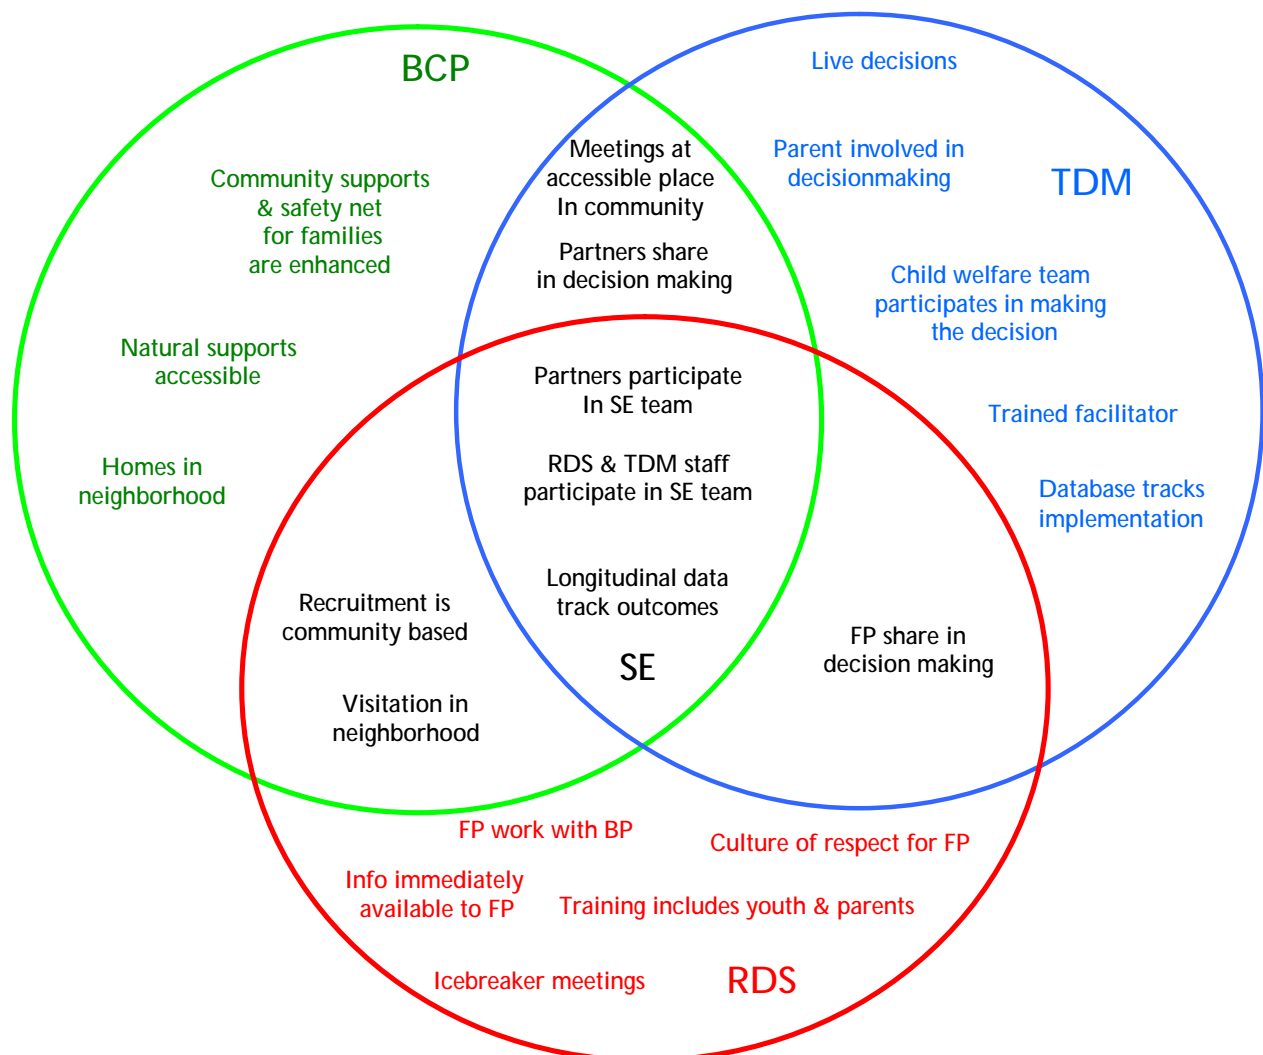 BCP
Community supports
& safety net
for families
are enhanced
Natural supports
accessible
Homes in
neighborhood
Meetings at
accessible place
In community
Partners share
in decision making
Live decisions
Parent involved in
decisionmaking
TDM
Child welfare team
participates in making
the decision
Trained facilitator
Database tracks
implementation
Partners participate
In SE team
RDS & TDM staff
participate in SE team
Longitudinal data
track outcomes
SE
Recruitment is
community based
Visitation in
neighborhood
FP share in
decision making
FP work with BP
Culture of respect for FP
Info immediately
available to FP
Training includes youth & parents
Icebreaker meetings
RDS